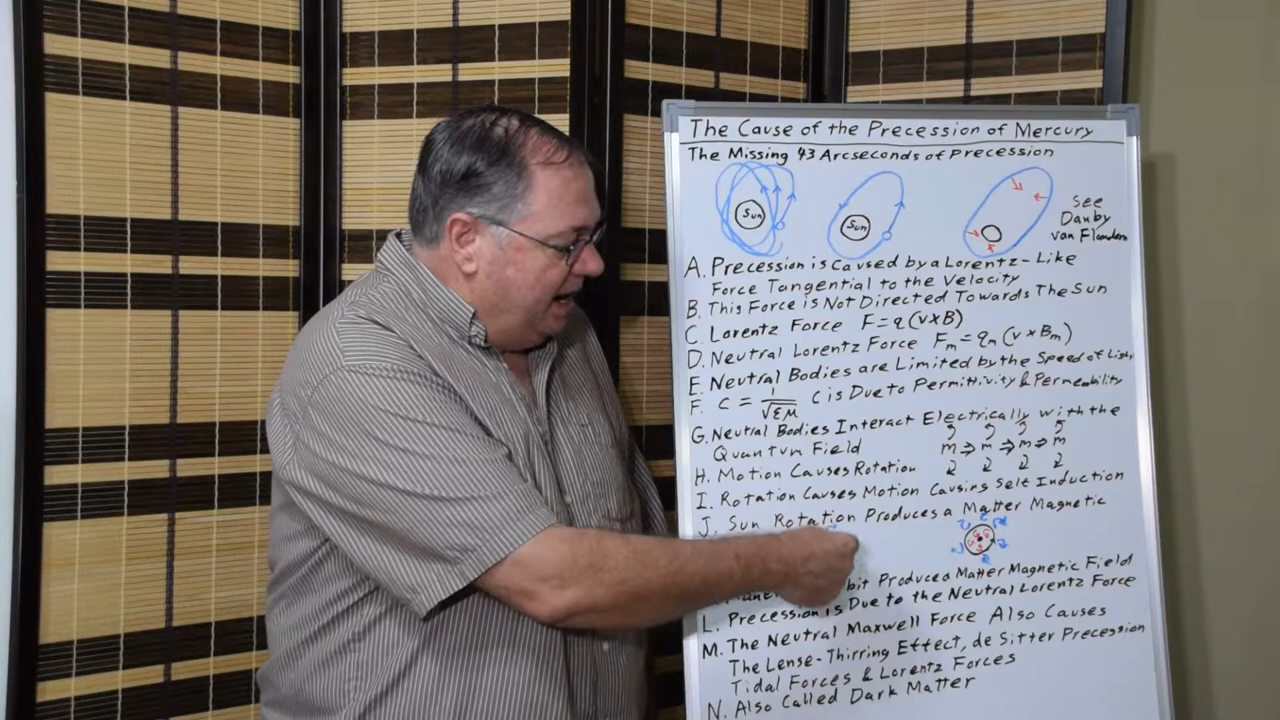 The Cause of the Precession of Mercury
The Missing 43 Arcseconds of Precession
Sun
Sun
see
Danby
van Flandern
A. Precession is Caused by a Lorentz-Like
Force Tangential to the Velocity
B. This Force is Not Directed Towards The Sun
C. Lorentz Force F=q(v×B)
D. Neutral Lorentz Force Fm=qm(v×Bm)
E. Neutral Bodies are Limited by the Speed of Light
F. C = 1/√εμ C is Due to Permittivity & Permeability
G. Neutral Bodies Interact Electrically with the
Quantum Field
m⇒m⇒m⇒m
H. Motion Causes Rotation
I. Rotation Causes Motion Causing Self Induction
J. Sun Rotation Produces a Matter Magnetic
bit Produce a Matter Magnetic Field
L. Precession is Due to the Neutral Lorentz Force
M. The Neutral Maxwell Force Also Causes
The Lense-Thirring Effect, de Sitter Precession
Tidal Forces & Lorentz Forces
N. Also Called Dark Matter